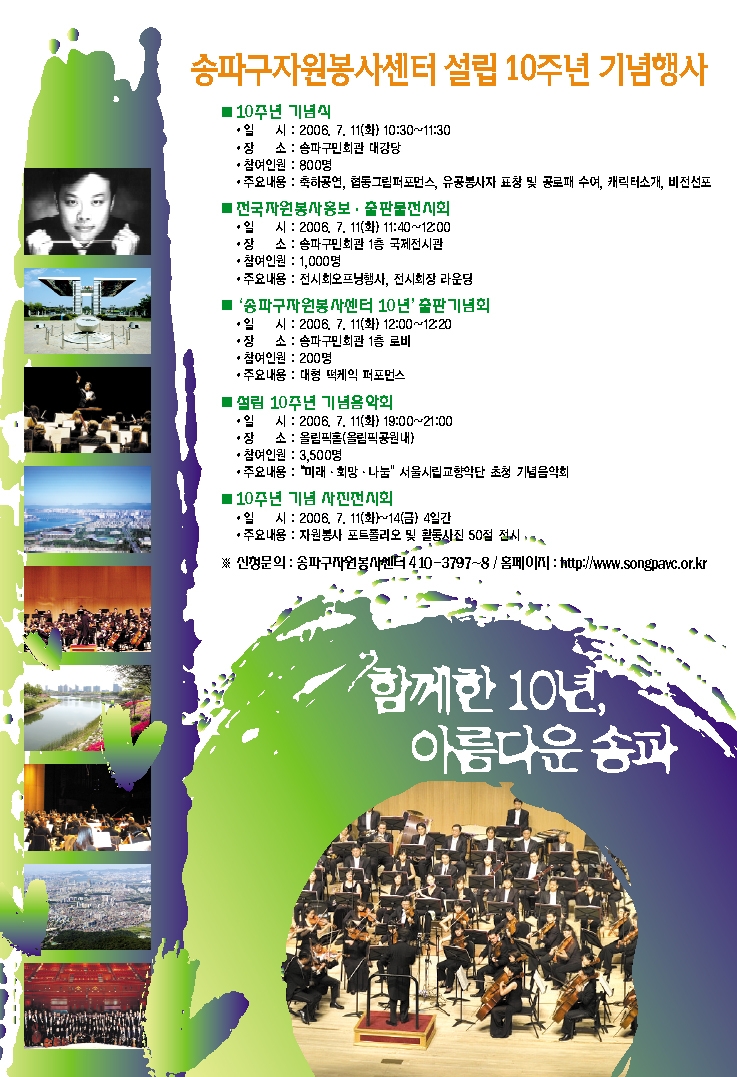 송파구자원봉사센터 설립 10주년 기념행사
■ 10주년 기념식
• 일 시 : 2006. 7. 11(화) 10:30~11:30
• 장 소 : 송파구민회관 대강당
• 참여인원 : 800명
• 주요내용 : 축하공연, 협동그림퍼포먼스, 유공봉사자 표창 및 공로패 수여, 캐릭터소개, 비전선포
■ 전국자원봉사홍보 · 출판물전시회
• 일 시 : 2006. 7. 11(화) 11:40~12:00
• 장 소 : 송파구민회관 1층 국제전시관
• 참여인원 : 1,000명
• 주요내용 : 전시회오프닝행사, 전시회장 라운딩
■ ‘송파구자원봉사센터 10년’ 출판기념회
• 일 시 : 2006. 7. 11(화) 12:00~12:20
• 장 소 : 송파구민회관 1층 로비
• 참여인원 : 200명
• 주요내용 : 대형 떡케익 퍼포먼스
■ 설립 10주년 기념음악회
• 일 시 : 2006. 7. 11(화) 19:00~21:00
• 장 소 : 올림픽홀(올림픽공원내)
• 참여인원 : 3,500명
• 주요내용 : "미래 · 희망 · 나눔" 서울시립교향악단 초청 기념음악회
■ 10주년 기념 사진전시회
• 일 시 : 2006. 7. 11(화)~14(금) 4일간
• 주요내용 : 자원봉사 포트폴리오 및 활동사진 50점 전시
※ 신청문의 : 송파구자원봉사센터 410-3797~8 / 홈페이지 : http://www.songpavc.or.kr
함께한 10년,
아름다운 송파